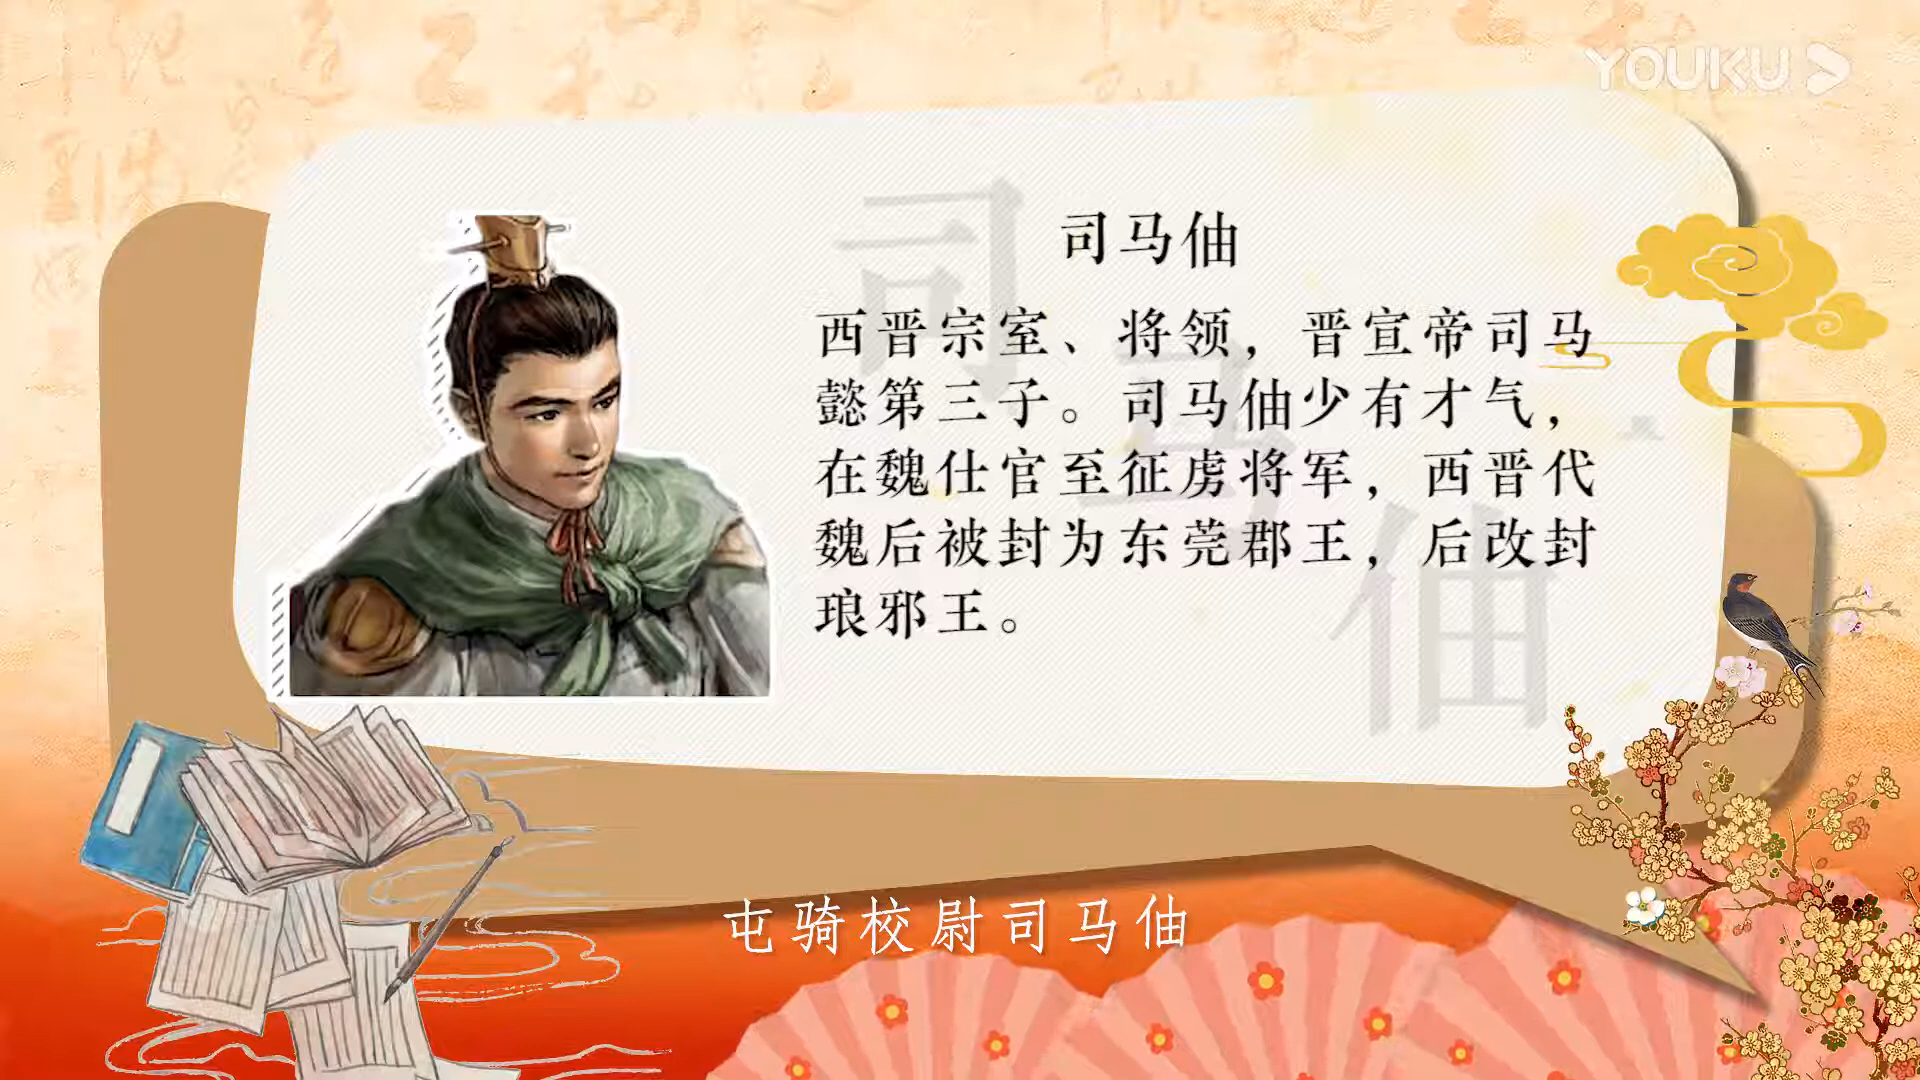 YOUKU
司马伷
西晋宗室、将领，晋宣帝司马
懿第三子。司马伷少有才气，
在魏仕官至征虏将军，西晋代
魏后被封为东莞郡王，后改封
琅邪王。
司马伷
屯骑校尉司马伷